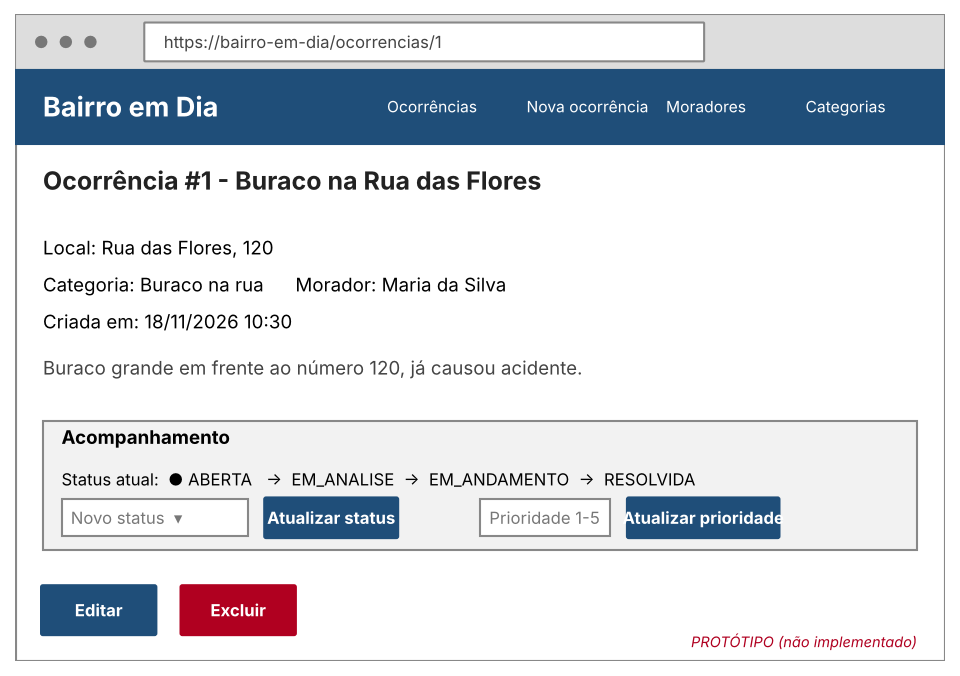 https://bairro-em-dia/ocorrencias/1
Bairro em Dia Ocorrências Nova ocorrência Moradores Categorias
Ocorrência #1 - Buraco na Rua das Flores
Local: Rua das Flores, 120
Categoria: Buraco na rua Morador: Maria da Silva
Criada em: 18/11/2026 10:30
Buraco grande em frente ao número 120, já causou acidente.
Acompanhamento
Status atual: ● ABERTA → EM_ANALISE → EM_ANDAMENTO → RESOLVIDA
Novo status ▾ Atualizar status Prioridade 1-5 Atualizar prioridade
Editar Excluir
PROTÓTIPO (não implementado)